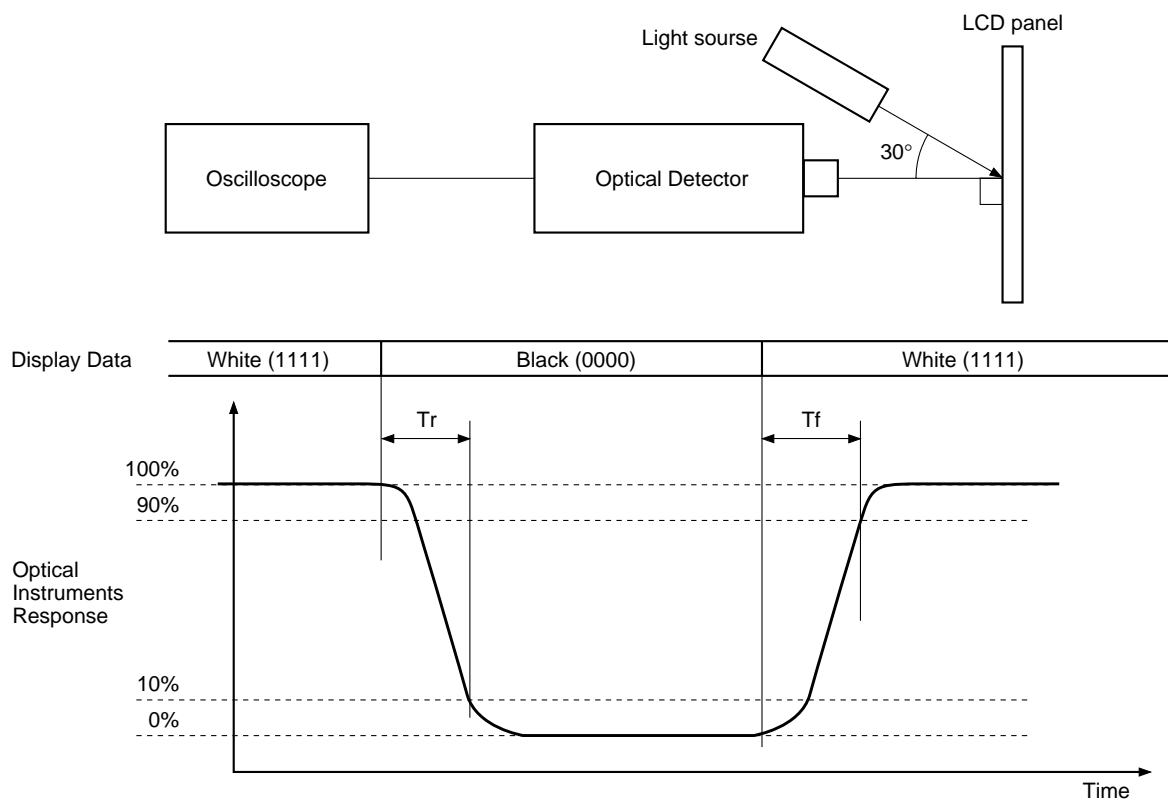 LCD panel
Light sourse
30°
Oscilloscope
Optical Detector
Display Data
White (1111)
Black (0000)
White (1111)
Tr
Tf
100%
90%
Optical
Instruments
Response
10%
0%
Time